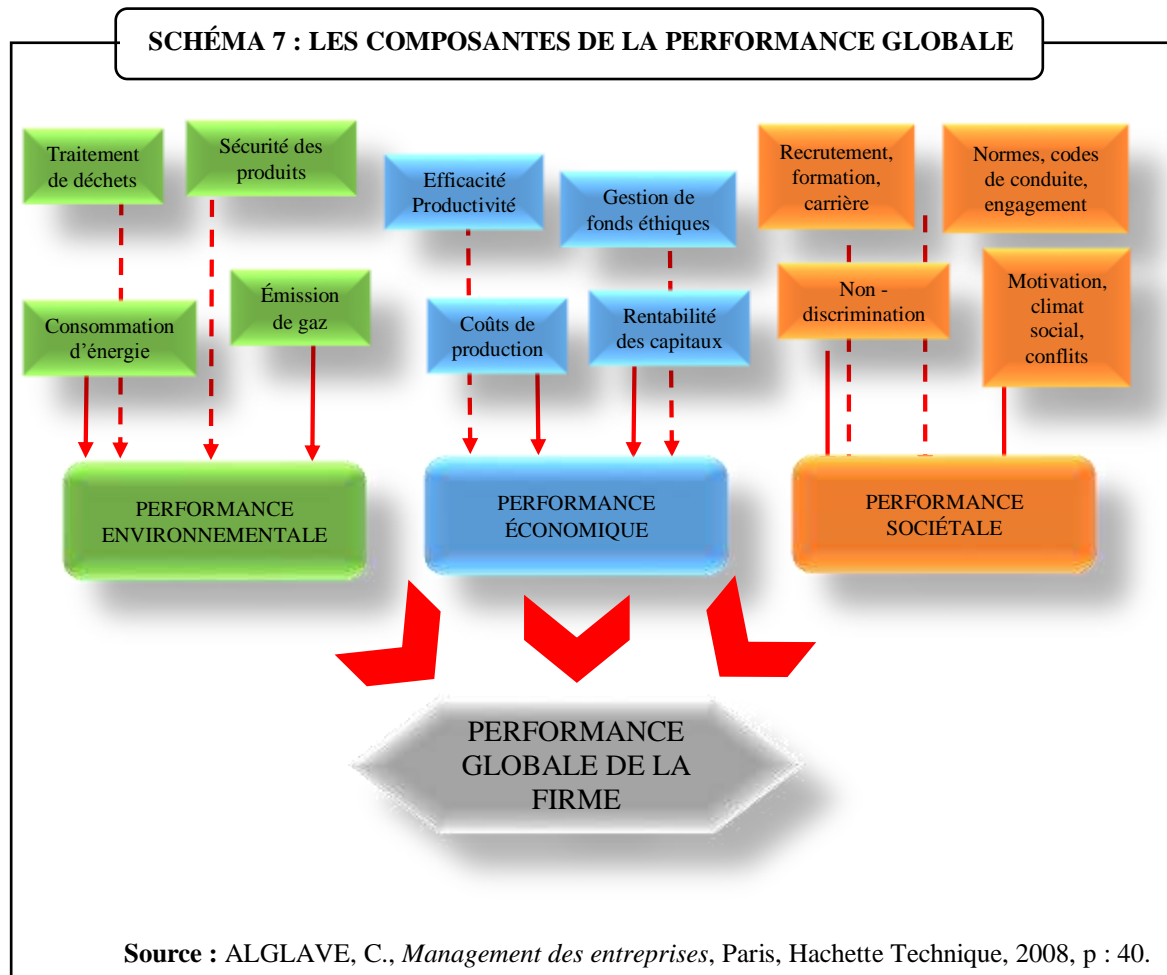 SCHÉMA 7 : LES COMPOSANTES DE LA PERFORMANCE GLOBALE
Traitement
de déchets
Sécurité des
produits
Consommation
d'énergie
Émission
de gaz
Efficacité
Productivité
Gestion de
fonds éthiques
Coûts de
production
Rentabilité
des capitaux
Recrutement,
formation,
carrière
Normes, codes
de conduite,
engagement
Non -
discrimination
Motivation,
climat
social,
conflits
PERFORMANCE
ENVIRONNEMENTALE
PERFORMANCE
ÉCONOMIQUE
PERFORMANCE
SOCIÉTALE
PERFORMANCE
GLOBALE DE LA
FIRME
Source : ALGLAVE, C., Management des entreprises, Paris, Hachette Technique, 2008, p : 40.